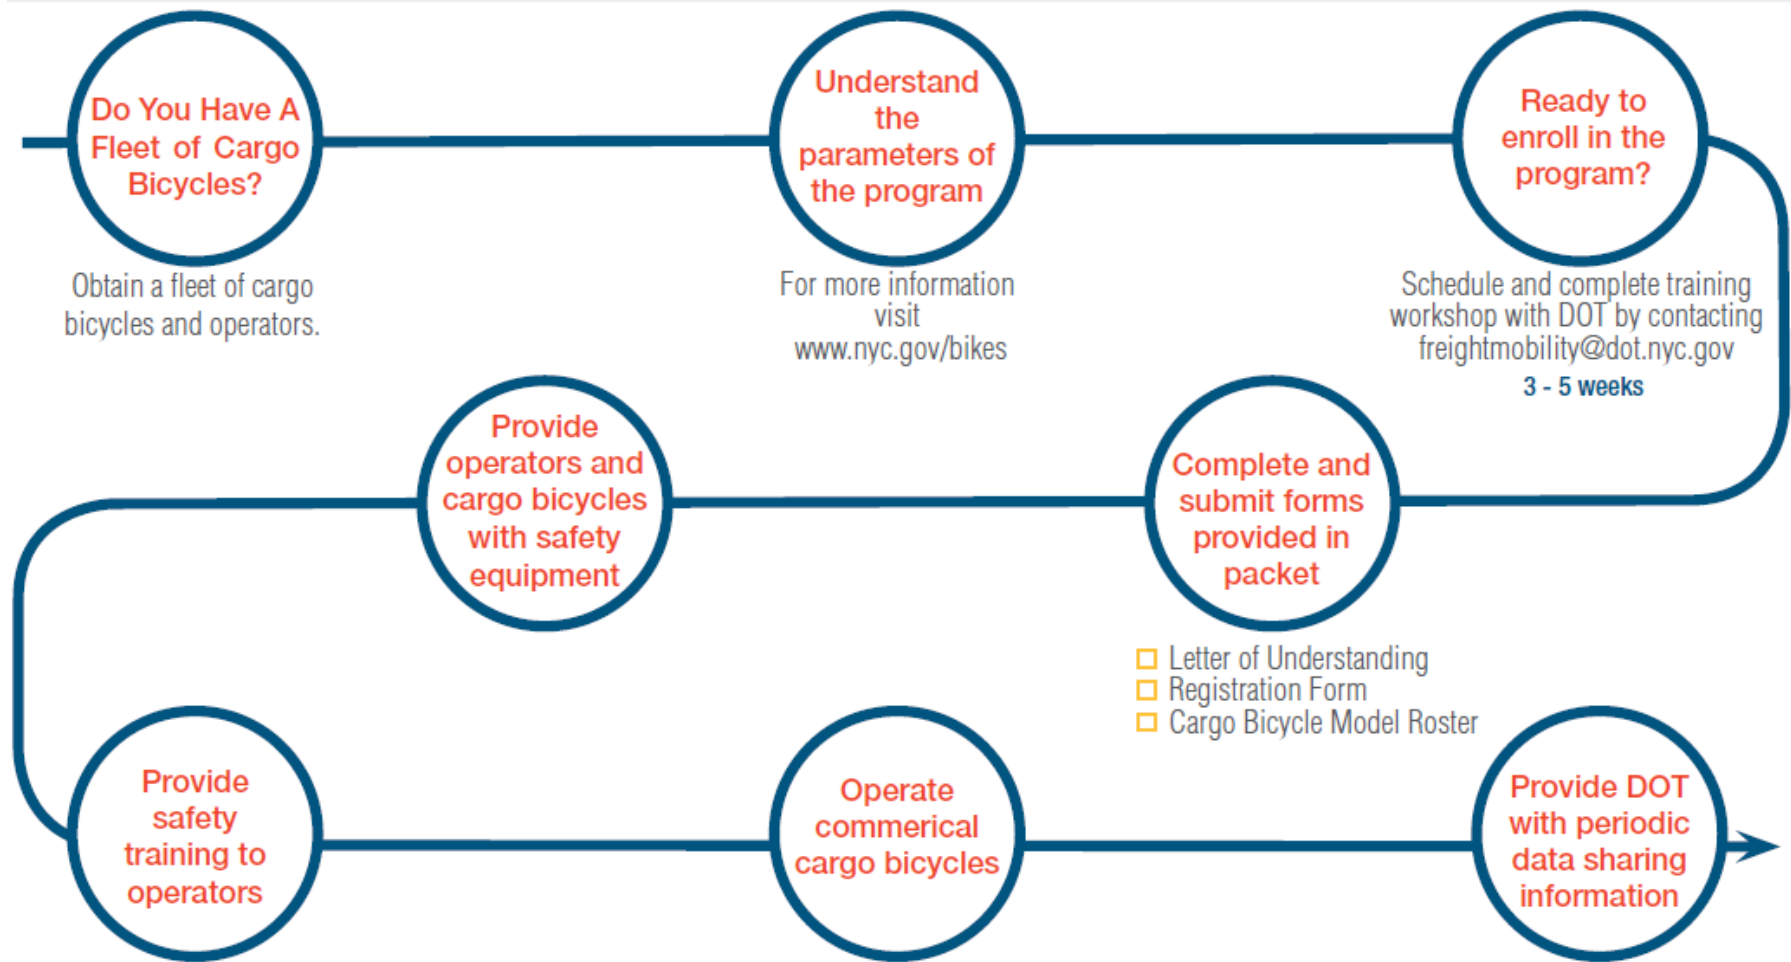 Do You Have A
Fleet of Cargo
Bicycles?
Obtain a fleet of cargo
bicycles and operators.
Understand
the
parameters of
the program
For more information
visit
www.nyc.gov/bikes
Ready to
enroll in the
program?
Schedule and complete training
workshop with DOT by contacting
freightmobility@dot.nyc.gov
3 - 5 weeks
Complete and
submit forms
provided in
packet
Letter of Understanding
Registration Form
Cargo Bicycle Model Roster
Provide
operators and
cargo bicycles
with safety
equipment
Provide
safety
training to
operators
Operate
commerical
cargo bicycles
Provide DOT
with periodic
data sharing
information